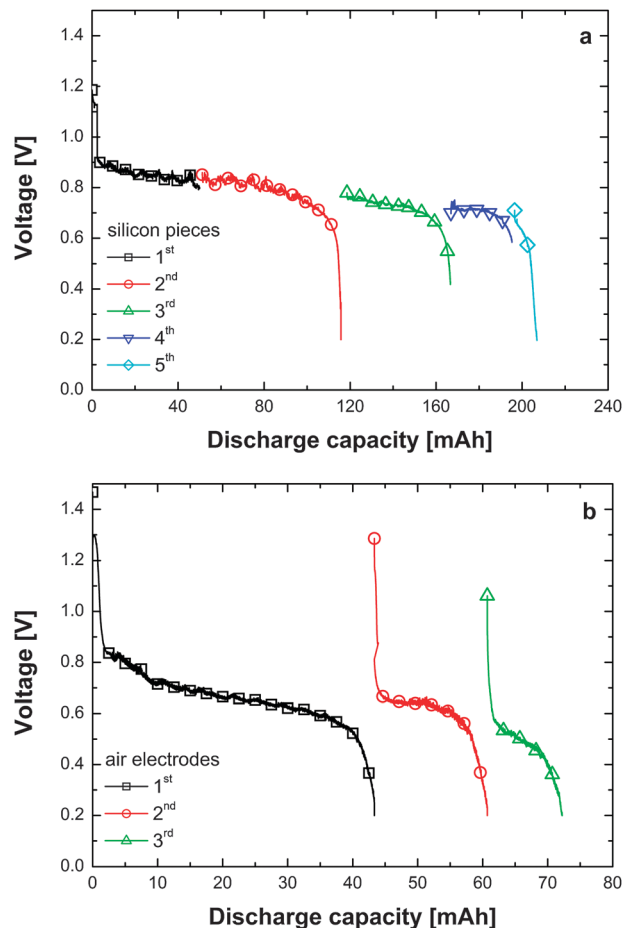 a
1.4
1.2
1.0
0.8
0.6
0.4
0.2
0.0
Voltage [V]
silicon pieces
1st
2nd
3rd
4th
5th
0 40 80 120 160 200 240
Discharge capacity [mAh]
b
1.4
1.2
1.0
0.8
0.6
0.4
0.2
0.0
Voltage [V]
air electrodes
1st
2nd
3rd
0 10 20 30 40 50 60 70 80
Discharge capacity [mAh]